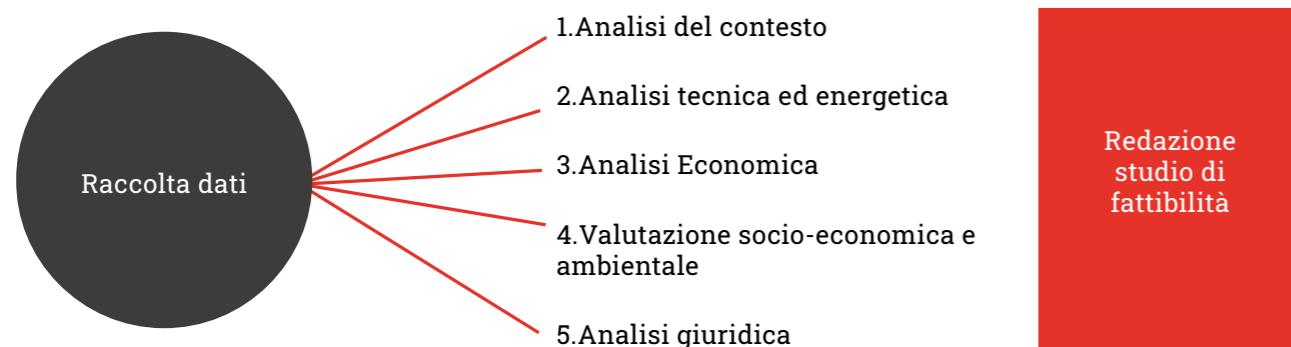 Raccolta dati
1.Analisi del contesto
2.Analisi tecnica ed energetica
3.Analisi Economica
4.Valutazione socio-economica e
ambientale
5.Analisi giuridica
Redazione
studio di
fattibilità